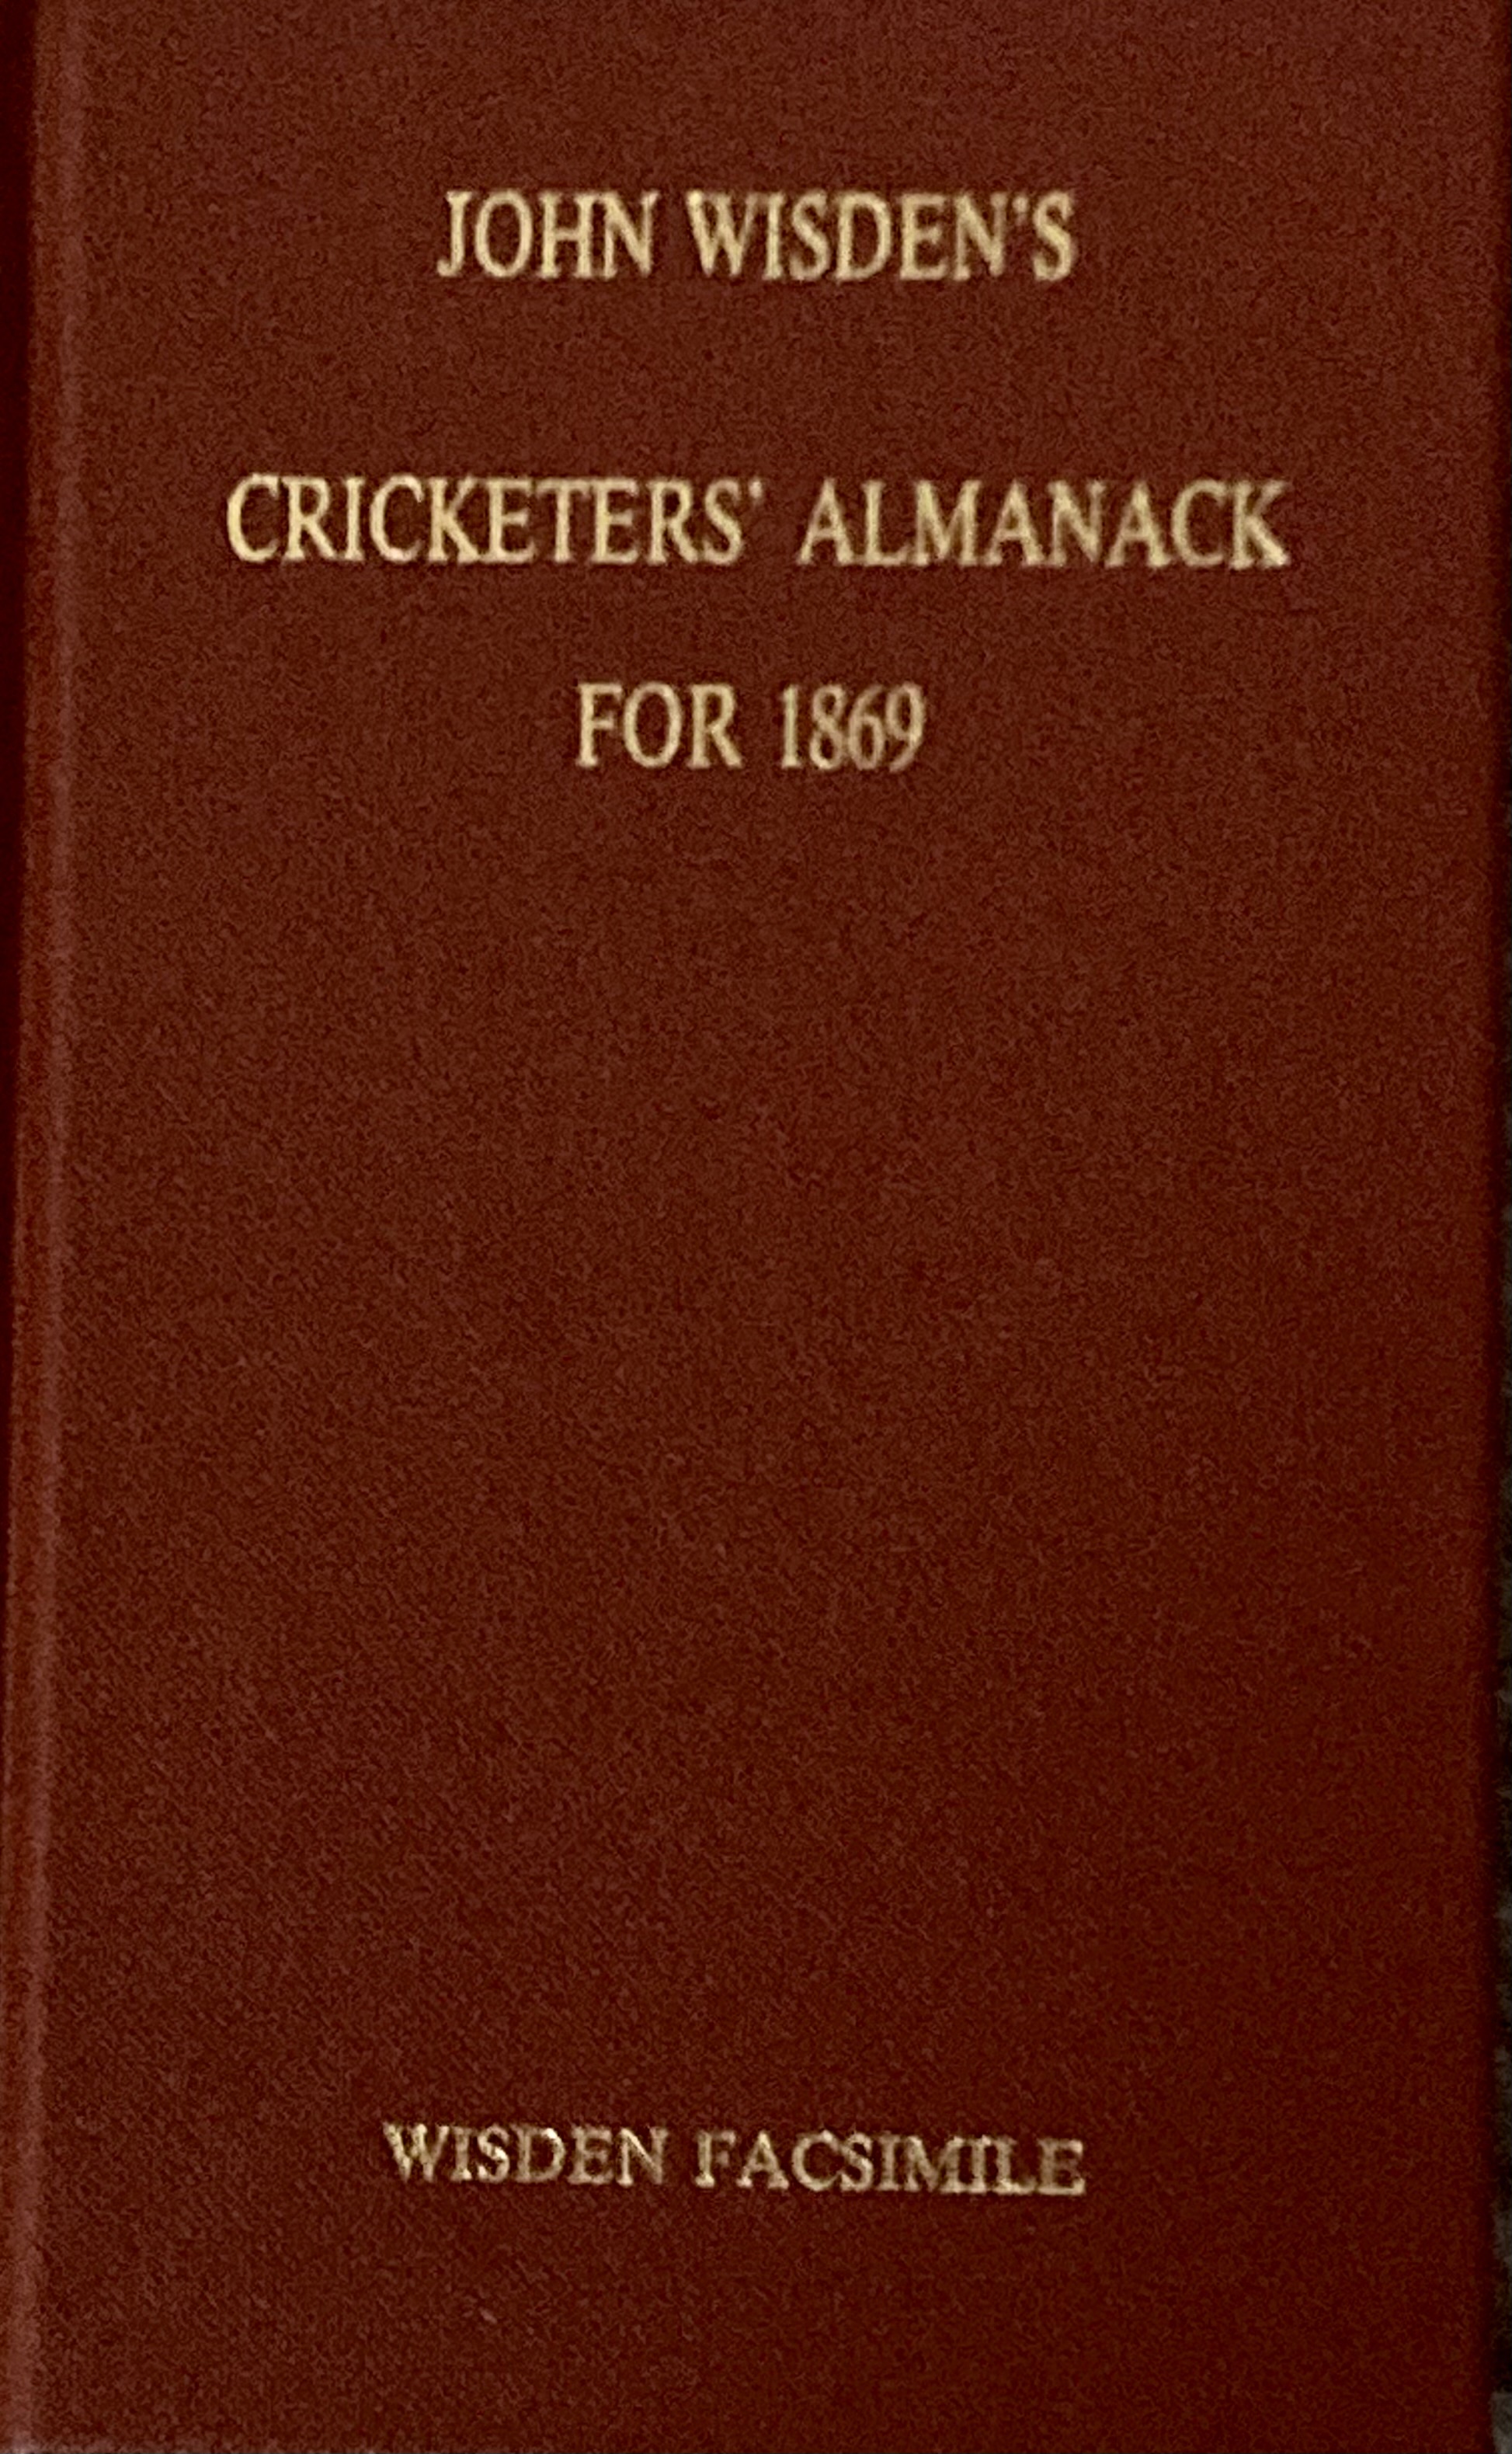 JOHN WISDEN'S
CRICKETERS' ALMANACK
FOR 1869
WISDEN FACSIMILE